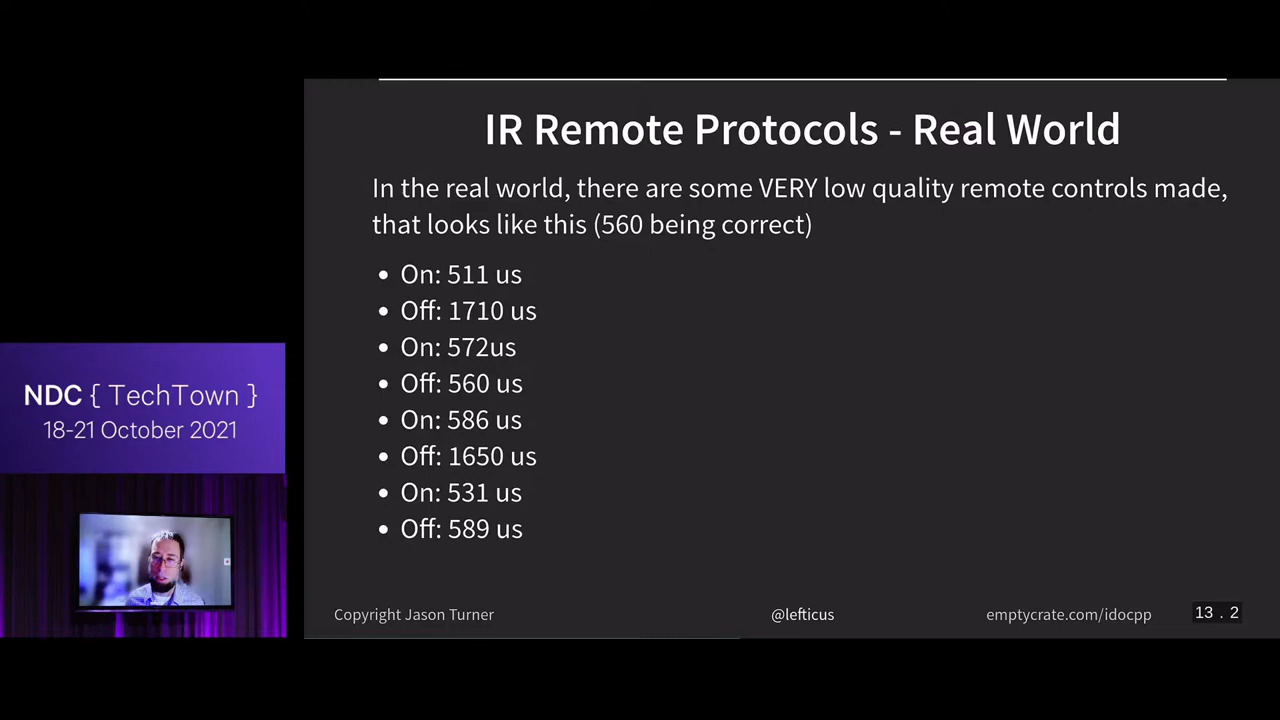 IR Remote Protocols - Real World
In the real world, there are some VERY low quality remote controls made,
that looks like this (560 being correct)
• On: 511 us
• Off: 1710 us
• On: 572us
• Off: 560 us
• On: 586 us
• Off: 1650 us
• On: 531 us
• Off: 589 us
NDC { TechTown }
18-21 October 2021
Copyright Jason Turner
@lefticus
emptycrate.com/idocpp
13 . 2